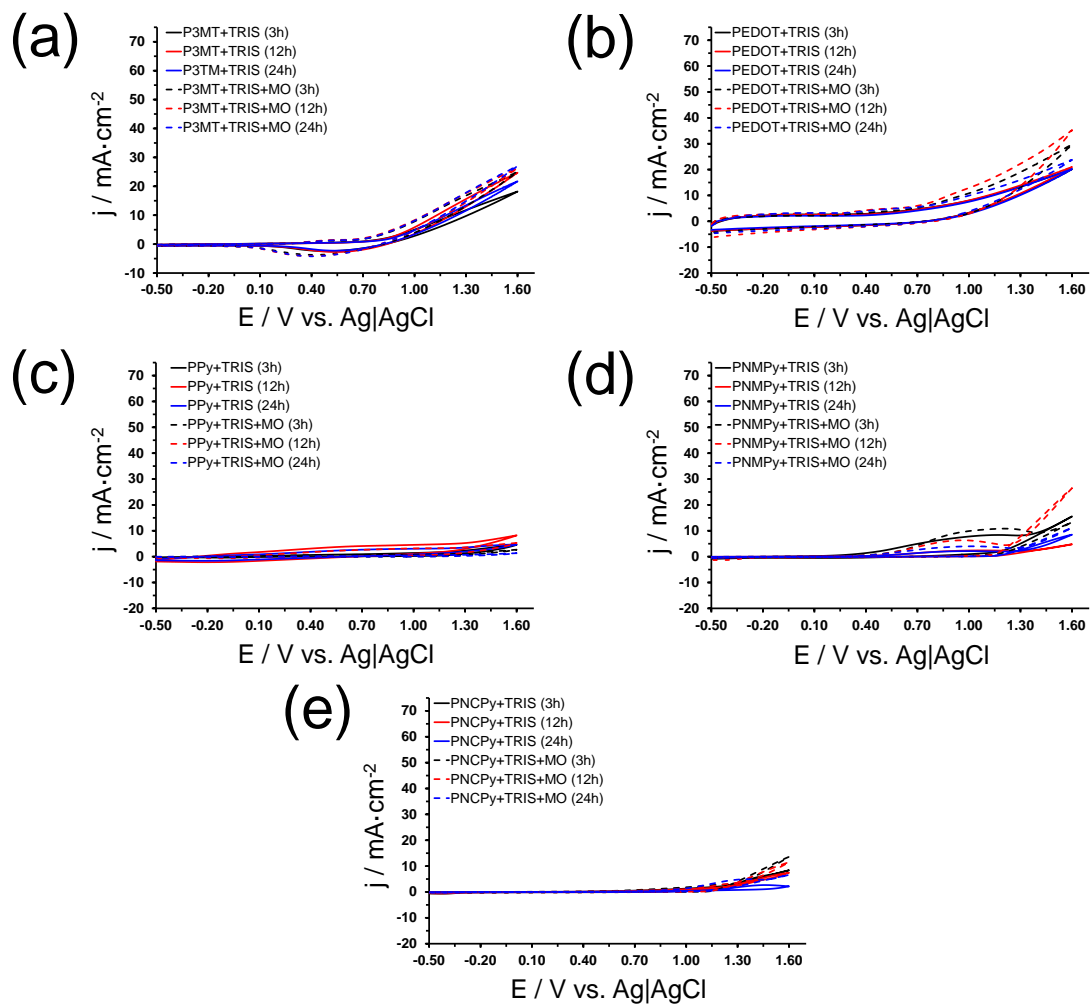 (a)
P3MT+TRIS (3h)
P3MT+TRIS (12h)
P3TM+TRIS (24h)
P3MT+TRIS+MO (3h)
P3MT+TRIS+MO (12h)
P3MT+TRIS+MO (24h)
70
60
50
40
30
20
10
0
-10
j / mA·cm-2
-0.50 -0.20 0.10 0.40 0.70 1.00 1.30 1.60
E / V vs. Ag|AgCl
(b)
PEDOT+TRIS (3h)
PEDOT+TRIS (12h)
PEDOT+TRIS (24h)
PEDOT+TRIS+MO (3h)
PEDOT+TRIS+MO (12h)
PEDOT+TRIS+MO (24h)
70
60
50
40
30
20
10
0
-10
-20
j / mA·cm-2
-0.50 -0.20 0.10 0.40 0.70 1.00 1.30 1.60
E / V vs. Ag|AgCl
(c)
PPy+TRIS (3h)
PPy+TRIS (12h)
PPy+TRIS (24h)
PPy+TRIS+MO (3h)
PPy+TRIS+MO (12h)
PPy+TRIS+MO (24h)
70
60
50
40
30
20
10
0
-10
-20
j / mA·cm-2
-0.50 -0.20 0.10 0.40 0.70 1.00 1.30 1.60
E / V vs. Ag|AgCl
(d)
PNMPy+TRIS (3h)
PNMPy+TRIS (12h)
PNMPy+TRIS (24h)
PNMPy+TRIS+MO (3h)
PNMPy+TRIS+MO (12h)
PNMPy+TRIS+MO (24h)
70
60
50
40
30
20
10
0
-10
-20
j / mA·cm-2
-0.50 -0.20 0.10 0.40 0.70 1.00 1.30 1.60
E / V vs. Ag|AgCl
(e)
PNCPy+TRIS (3h)
PNCPy+TRIS (12h)
PNCPy+TRIS (24h)
PNCPy+TRIS+MO (3h)
PNCPy+TRIS+MO (12h)
PNCPy+TRIS+MO (24h)
70
60
50
40
30
20
10
0
-10
-20
j / mA·cm-2
-0.50 -0.20 0.10 0.40 0.70 1.00 1.30 1.60
E / V vs. Ag|AgCl